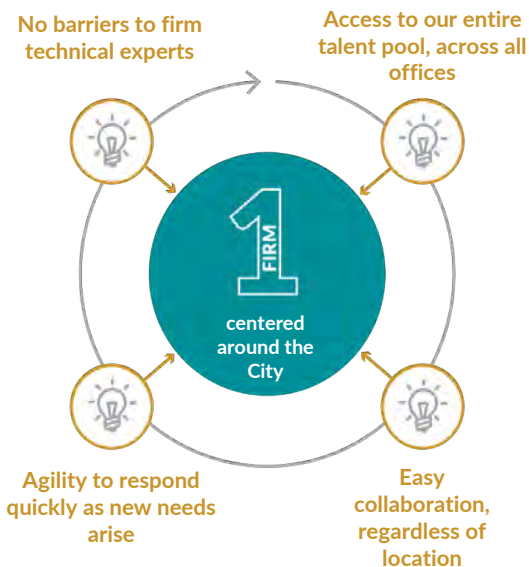 No barriers to firm
technical experts
Access to our entire
talent pool, across all
offices
1
FIRM
centered
around the
City
Agility to respond
quickly as new needs
arise
Easy
collaboration,
regardless of
location